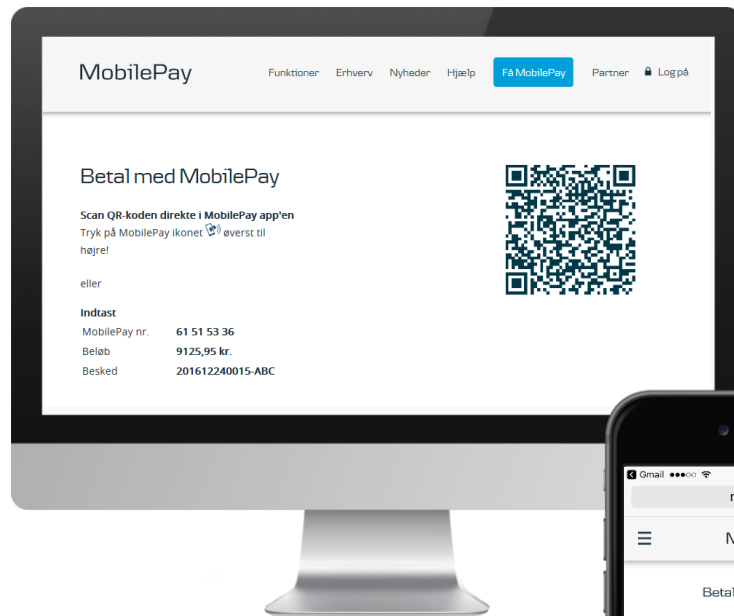 MobilePay
Funktioner Erhverv Nyheder Hjælp Få MobilePay Partner Log på
Betal med MobilePay
Scan QR-koden direkte i MobilePay app'en
Tryk på MobilePay ikonet øverst til
højre!
eller
Indtast
MobilePay nr. 61 51 53 36
Beløb 9125,95 kr.
Besked 201612240015-ABC
Gmail
M
Betal